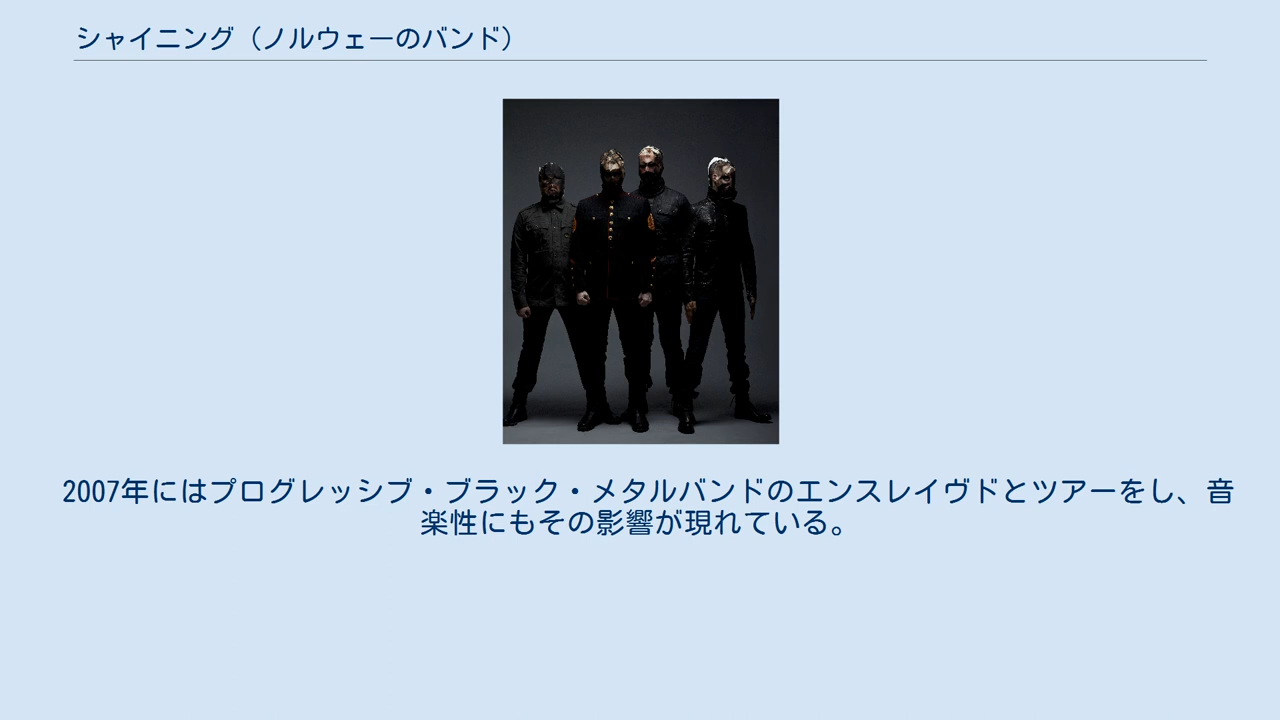 シャイニング（ノルウェーのバンド）
2007年にはプログレッシブ・ブラック・メタルバンドのエンスレイヴドとツアーをし、音
楽性にもその影響が現れている。